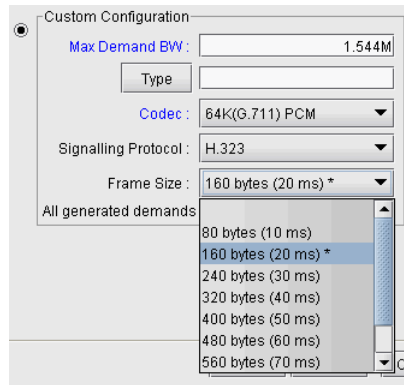 Custom Configuration
Max Demand BW : 1.544M
Type
Codec : 64K(G.711) PCM
Signalling Protocol : H.323
Frame Size : 160 bytes (20 ms) *
All generated demands
80 bytes (10 ms)
160 bytes (20 ms) *
240 bytes (30 ms)
320 bytes (40 ms)
400 bytes (50 ms)
480 bytes (60 ms)
560 bytes (70 ms)